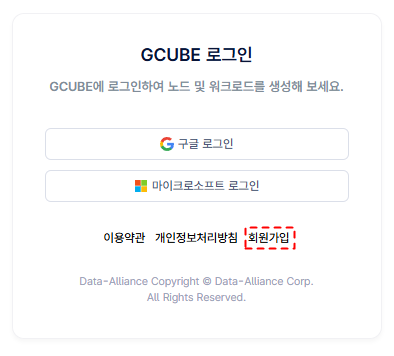 GCUBE 로그인
GCUBE에 로그인하여 노드 및 워크로드를 생성해 보세요.
구글 로그인
마이크로소프트 로그인
이용약관 개인정보처리방침 회원가입
Data-Alliance Copyright © Data-Alliance Corp.
All Rights Reserved.